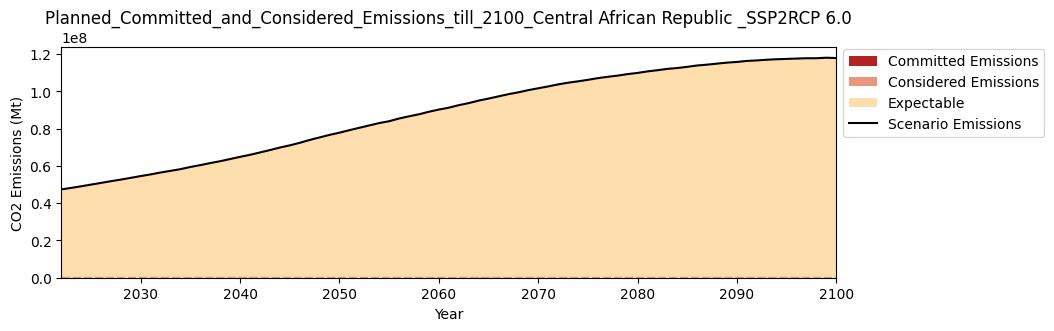 Planned_Committed_and_Considered_Emissions_till_2100_Central African Republic _SSP2RCP 6.0
1e8
1.2
1.0
0.8
0.6
0.4
0.2
0.0
CO2 Emissions (Mt)
2030
2040
2050
2060
2070
2080
2090
2100
Year
Committed Emissions
Considered Emissions
Expectable
Scenario Emissions